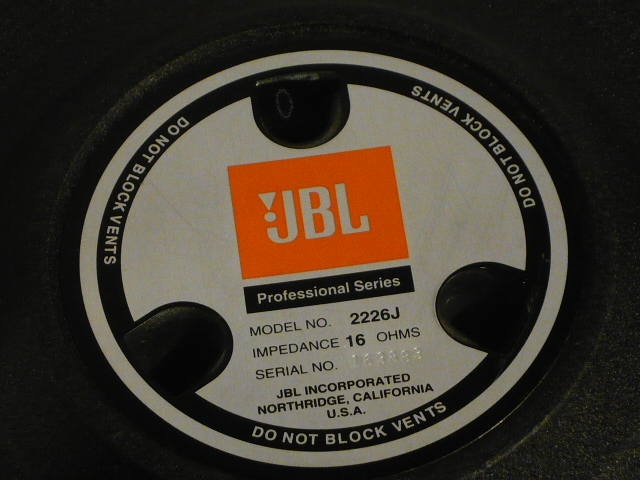 DO NOT BLOCK VENTS
DO NOT BLOCK VENTS
JBL
Professional Series
MODEL NO. 2226J
IMPEDANCE 16 OHMS
SERIAL NO.
JBL INCORPORATED
NORTHRIDGE, CALIFORNIA
U.S.A.
DO NOT BLOCK VENTS